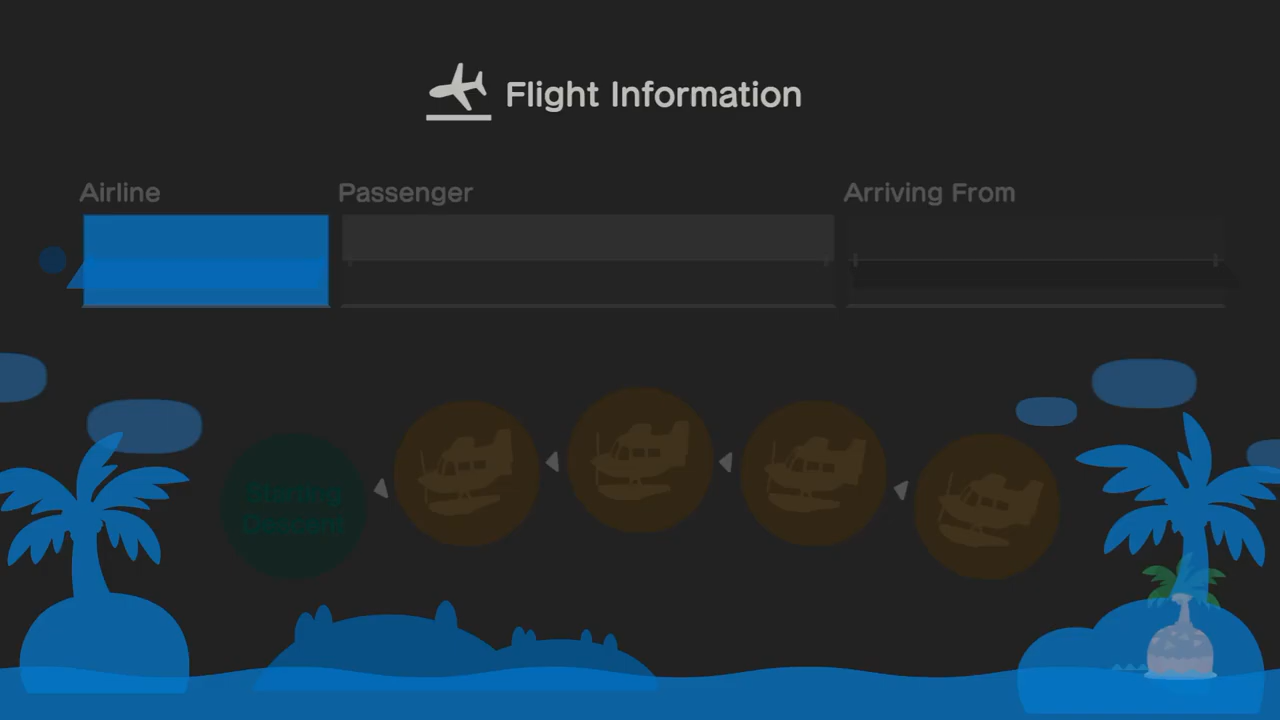 Flight Information
Airline
Passenger
Arriving From
Starting
Descent